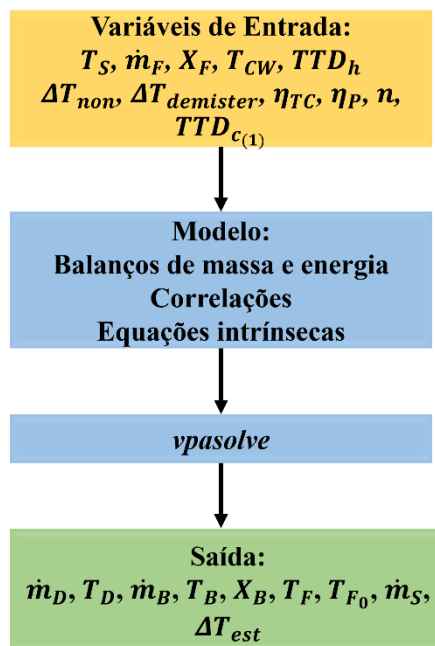 Variáveis de Entrada:
T_S, ṁ_F, X_F, T_CW, TTD_h
ΔT_non, ΔT_demister, η_TC, η_P, n,
TTD_c(1)
Modelo:
Balanços de massa e energia
Correlações
Equações intrínsecas
vpasolve
Saída:
ṁ_D, T_D, ṁ_B, T_B, X_B, T_F, T_F₀, ṁ_S,
ΔT_est